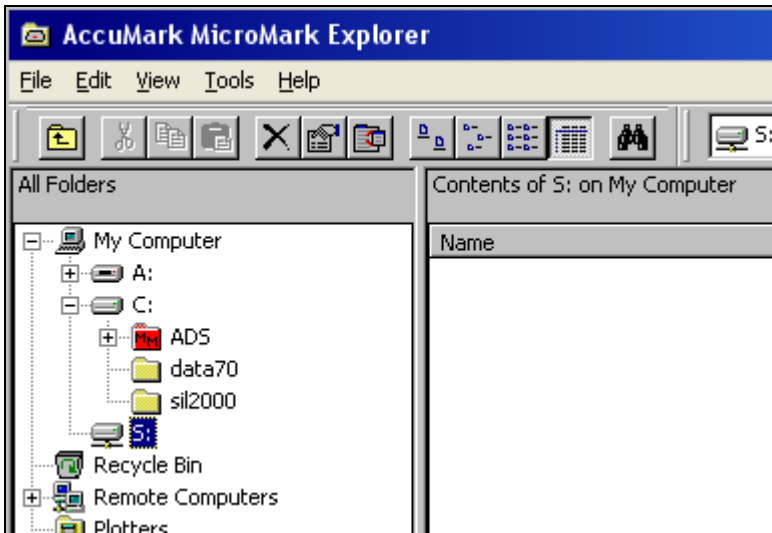 AccuMark MicroMark Explorer
File Edit View Tools Help
S:
All Folders
Contents of S: on My Computer
My Computer
Name
A:
C:
MM ADS
data70
sil2000
S:
Recycle Bin
Remote Computers
Plotters